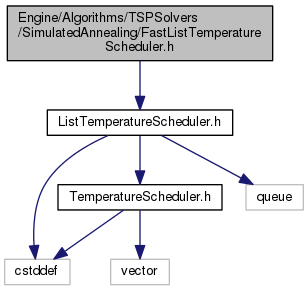 Engine/Algorithms/TSPSolvers
/SimulatedAnnealing/FastListTemperature
Scheduler.h
ListTemperatureScheduler.h
TemperatureScheduler.h
queue
cstddef
vector